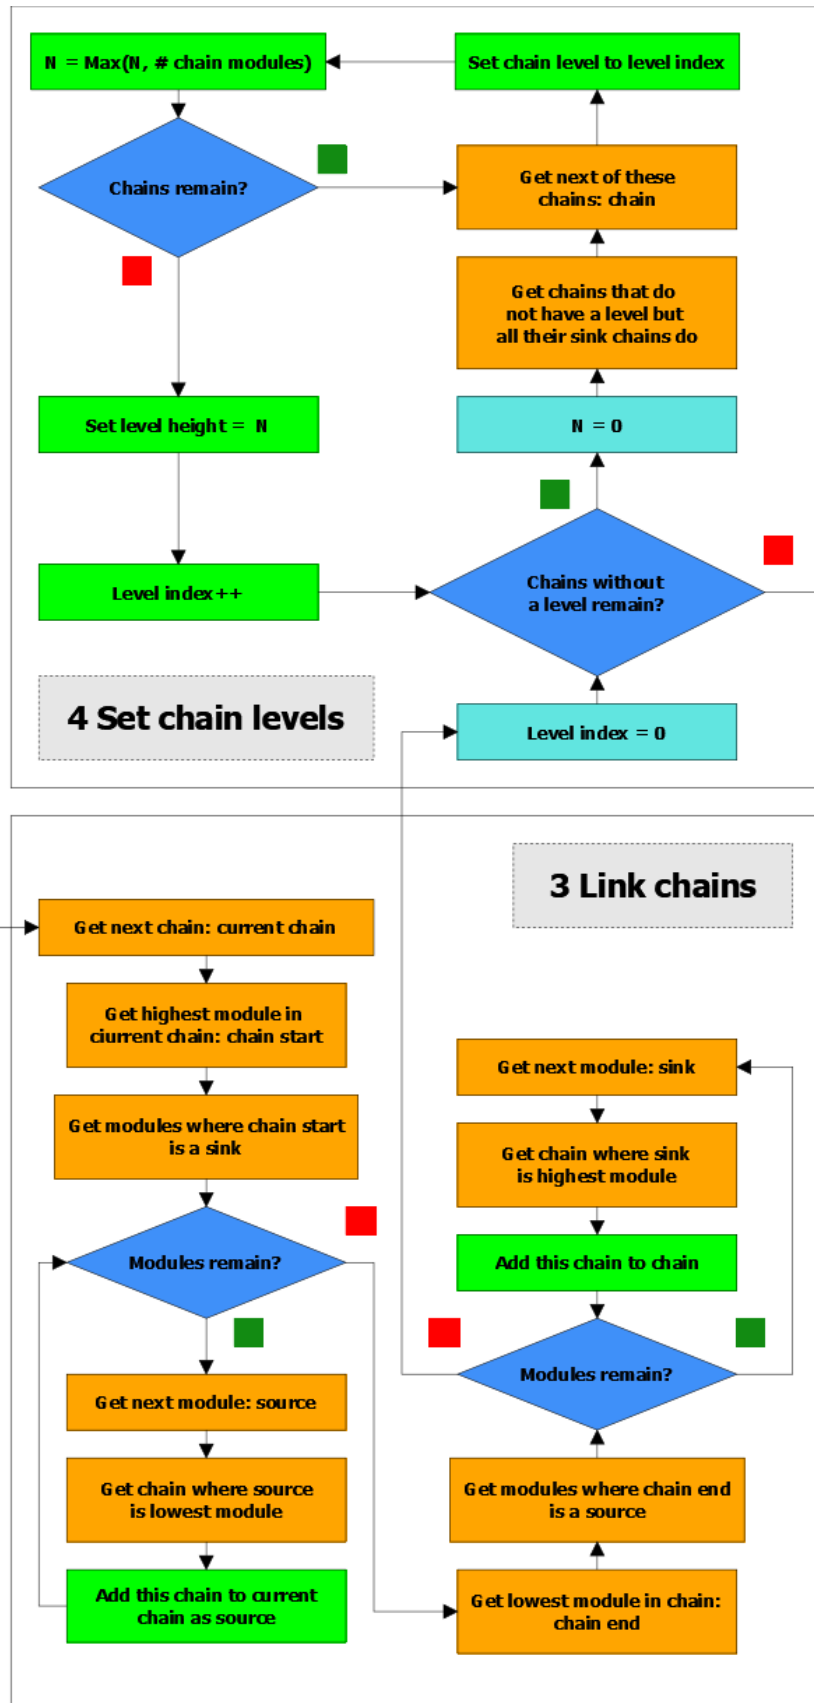 N = Max(N, # chain modules)
Set chain level to level index
Chains remain?
Get next of these
chains: chain
Get chains that do
not have a level but
all their sink chains do
Set level height = N
N = 0
Level index++
Chains without
a level remain?
4 Set chain levels
Level index = 0
3 Link chains
Get next chain: current chain
Get highest module in
ciurrent chain: chain start
Get modules where chain start
is a sink
Modules remain?
Get next module: source
Get chain where source
is lowest module
Add this chain to current
chain as source
Get next module: sink
Get chain where sink
is highest module
Add this chain to chain
Modules remain?
Get modules where chain end
is a source
Get lowest module in chain:
chain end